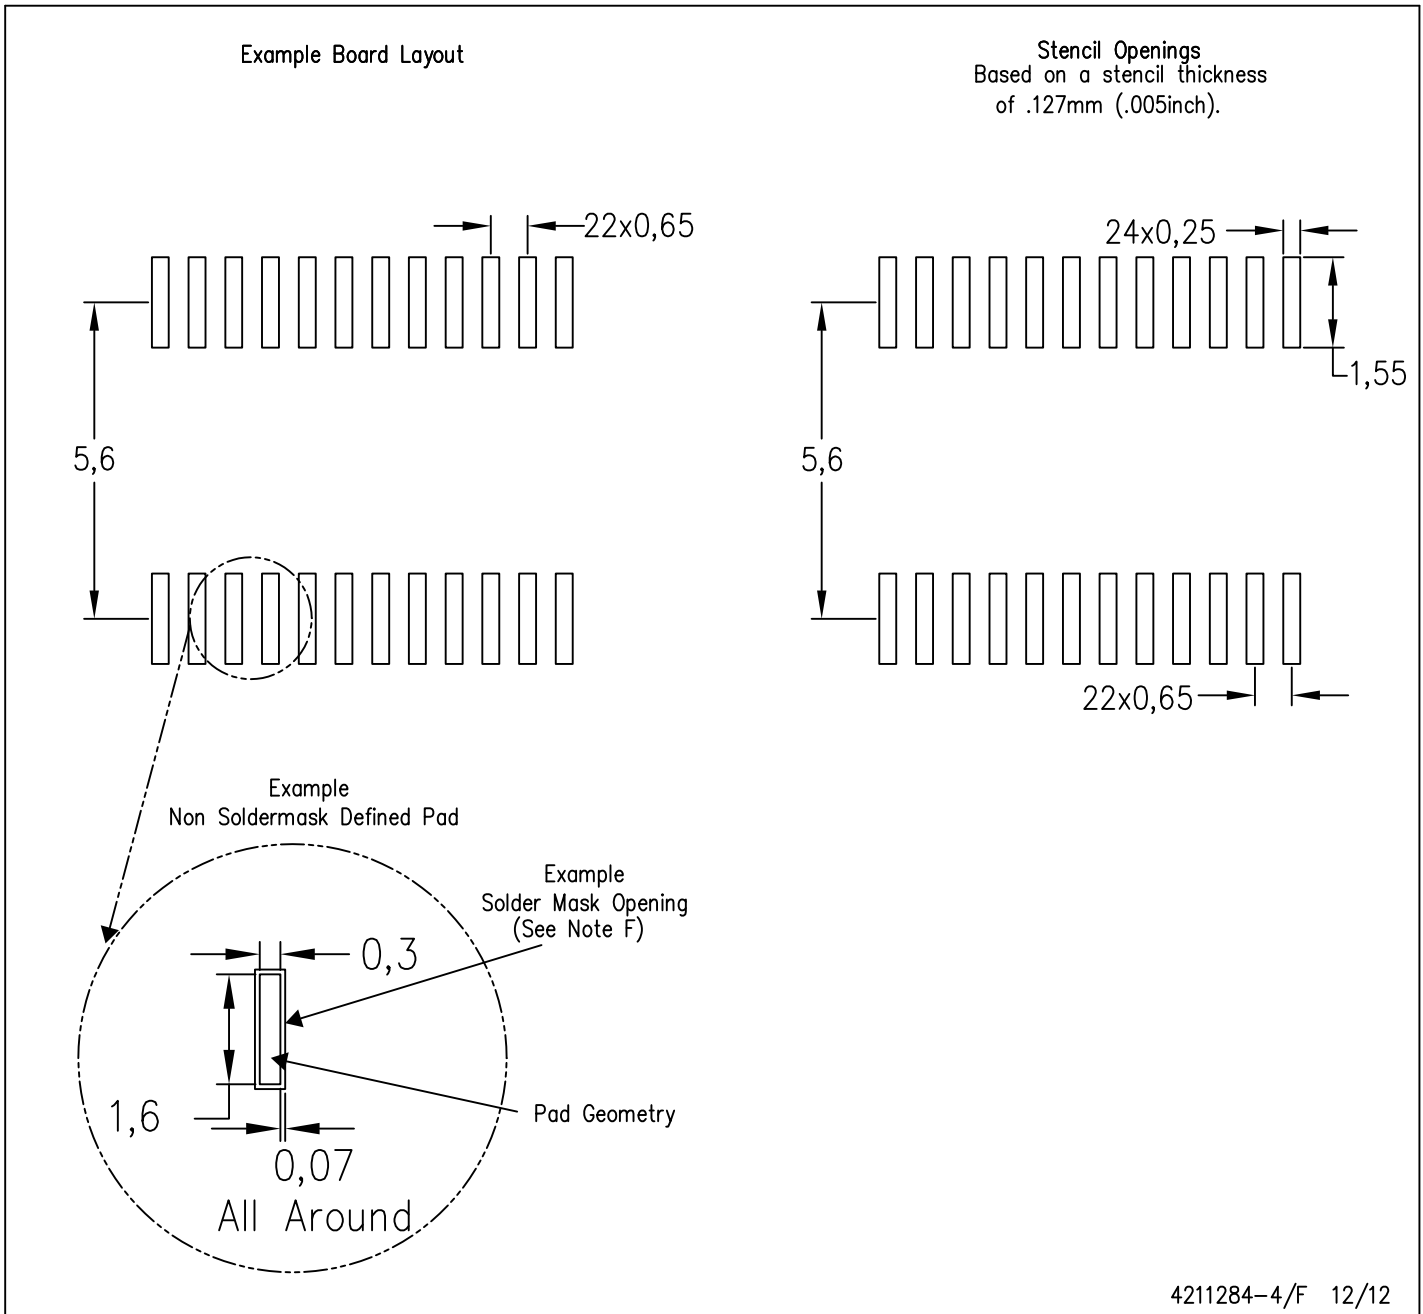 Example Board Layout
Stencil Openings
Based on a stencil thickness
of .127mm (.005inch).
22x0,65
5,6
24x0,25
1,55
5,6
22x0,65
Example
Non Soldermask Defined Pad
Example
Solder Mask Opening
(See Note F)
0,3
1,6
0,07
All Around
Pad Geometry
4211284-4/F 12/12